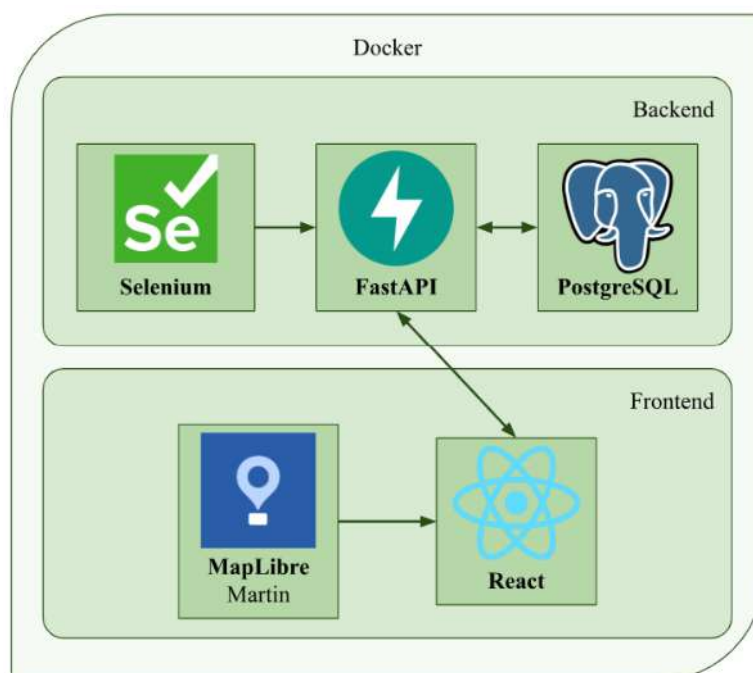 Docker
Backend
Se
Selenium
FastAPI
PostgreSQL
Frontend
MapLibre
Martin
React